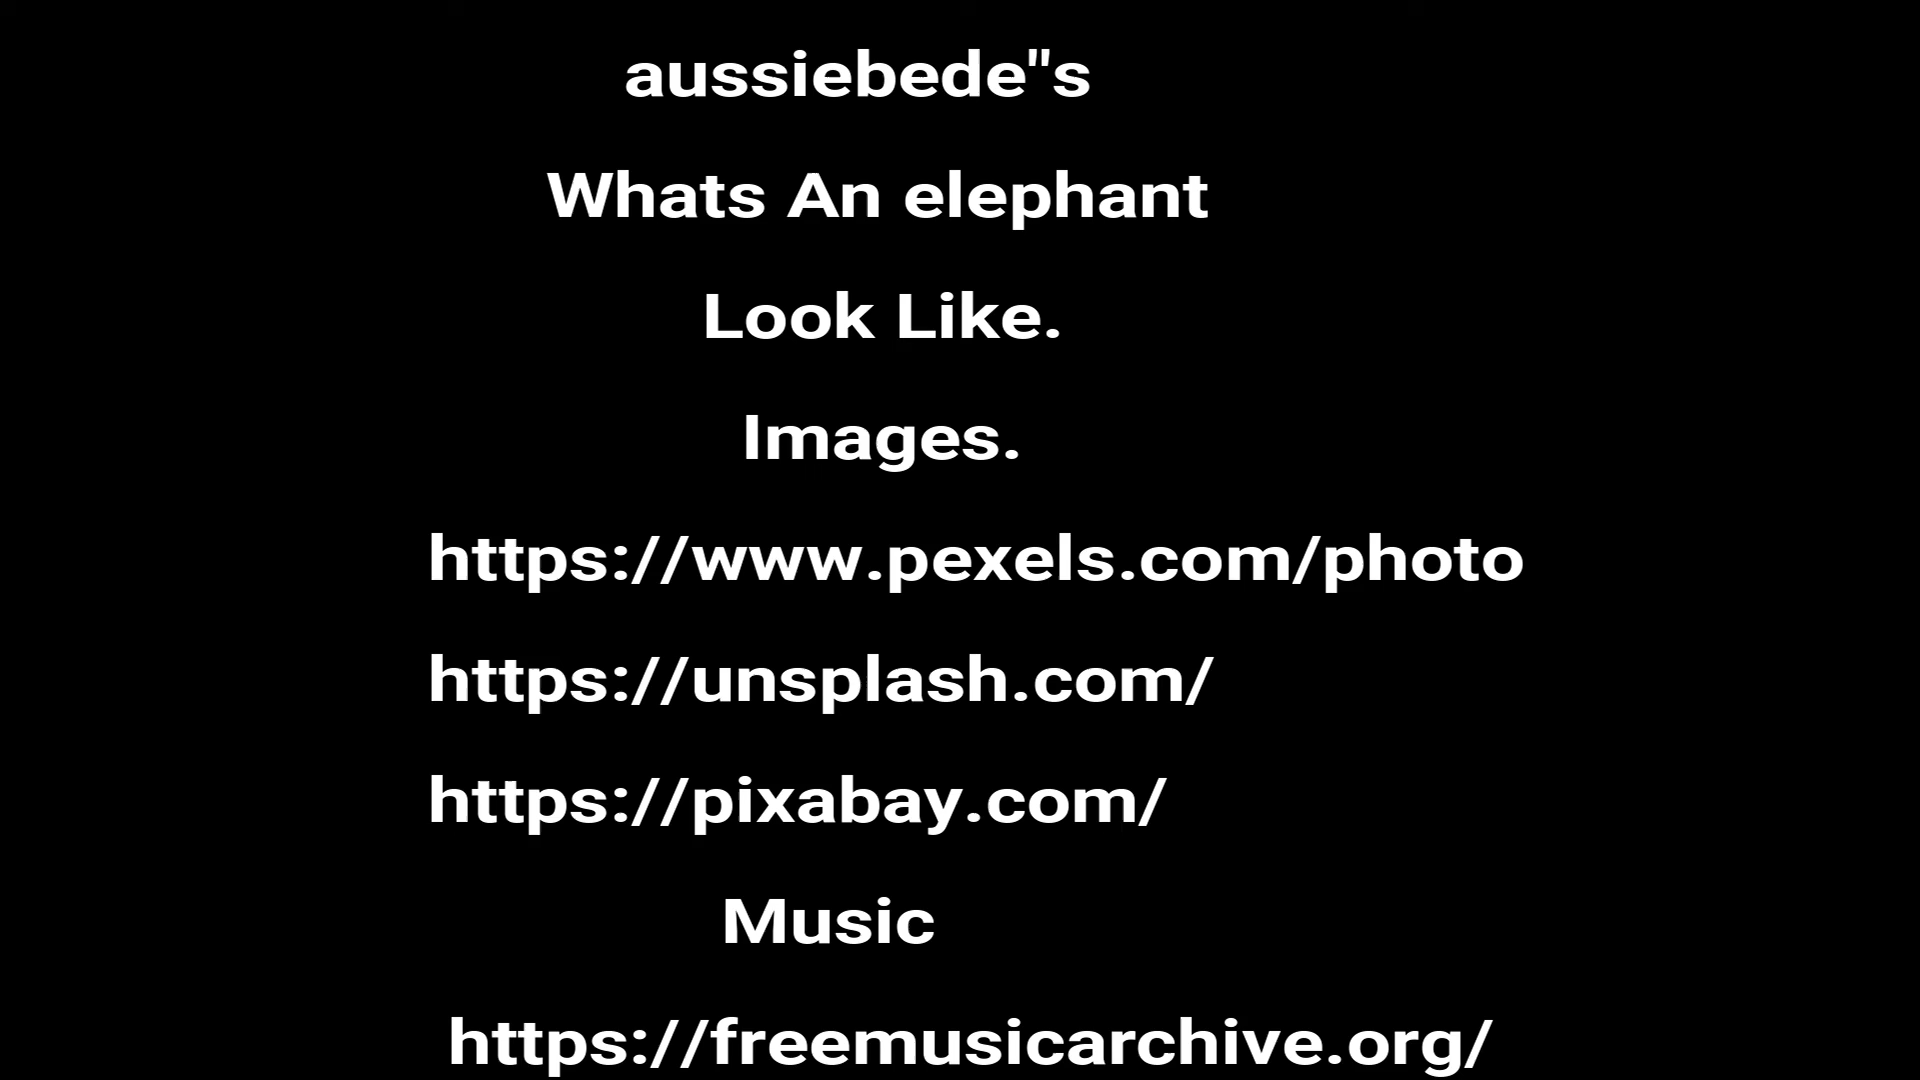 aussiebede"s
Whats An elephant
Look Like.
Images.
https://www.pexels.com/photo
https://unsplash.com/
https://pixabay.com/
Music
https://freemusicarchive.org/